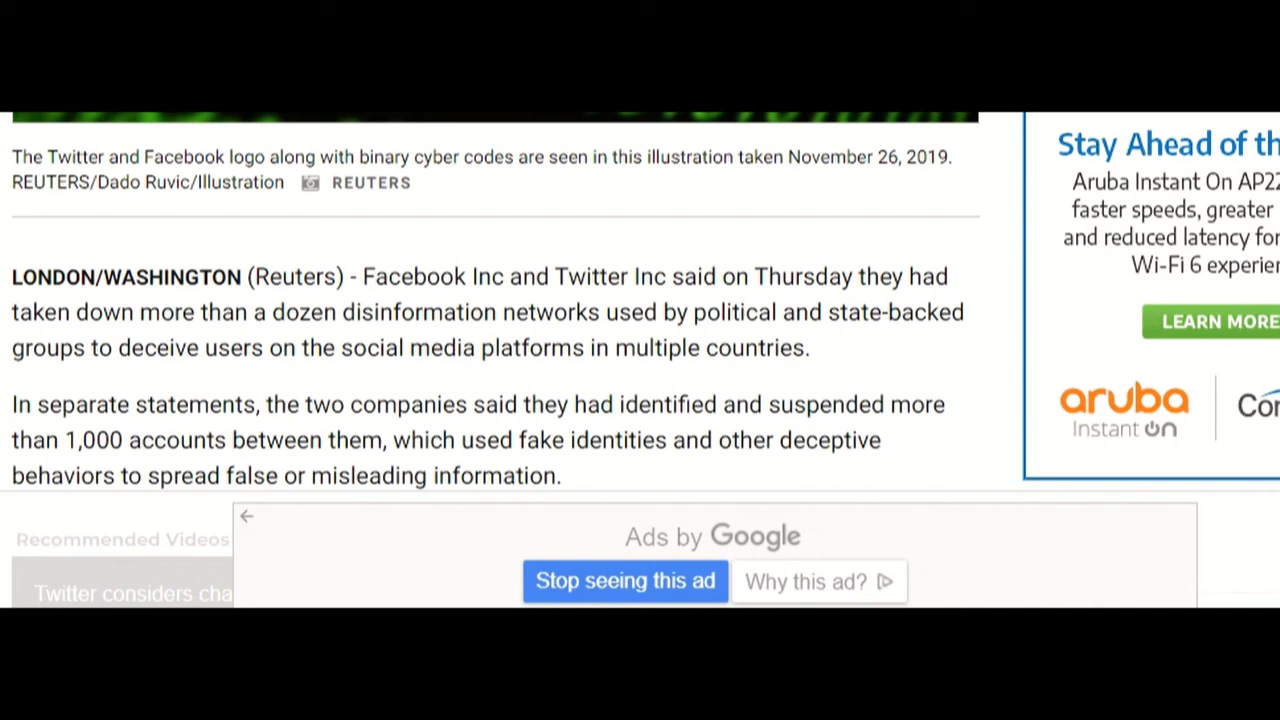 The Twitter and Facebook logo along with binary cyber codes are seen in this illustration taken November 26, 2019.
REUTERS/Dado Ruvic/Illustration REUTERS
LONDON/WASHINGTON (Reuters) - Facebook Inc and Twitter Inc said on Thursday they had
taken down more than a dozen disinformation networks used by political and state-backed
groups to deceive users on the social media platforms in multiple countries.
In separate statements, the two companies said they had identified and suspended more
than 1,000 accounts between them, which used fake identities and other deceptive
behaviors to spread false or misleading information.
Recommended Videos
Twitter considers cha
Ads by Google
Stop seeing this ad
Why this ad?
Stay Ahead of th
Aruba Instant On AP22
faster speeds, greater
and reduced latency for
Wi-Fi 6 experien
LEARN MORE
aruba
Instant On
Con